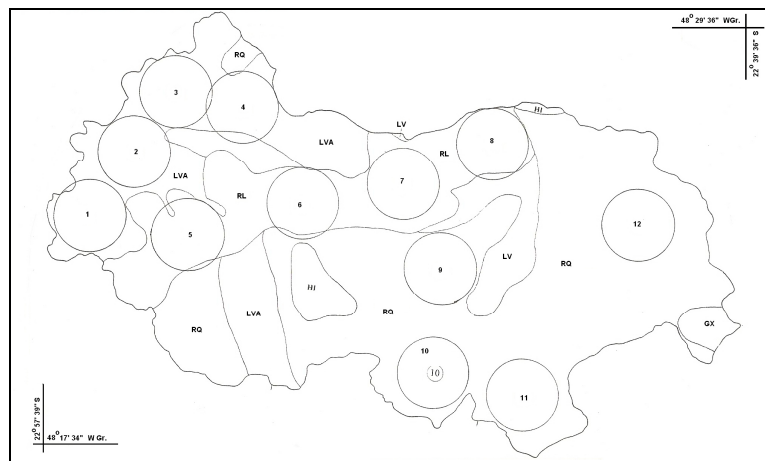 48° 29' 36" WGr.
22° 39' 36" S
RQ
3
4
LV
HI
LVA
RL
8
2
LVA
7
RL
6
1
12
5
LV
9
RQ
HI
LVA
RQ
RQ
GX
10
10
11
22° 57' 39" S
48° 17' 34" W Gr.